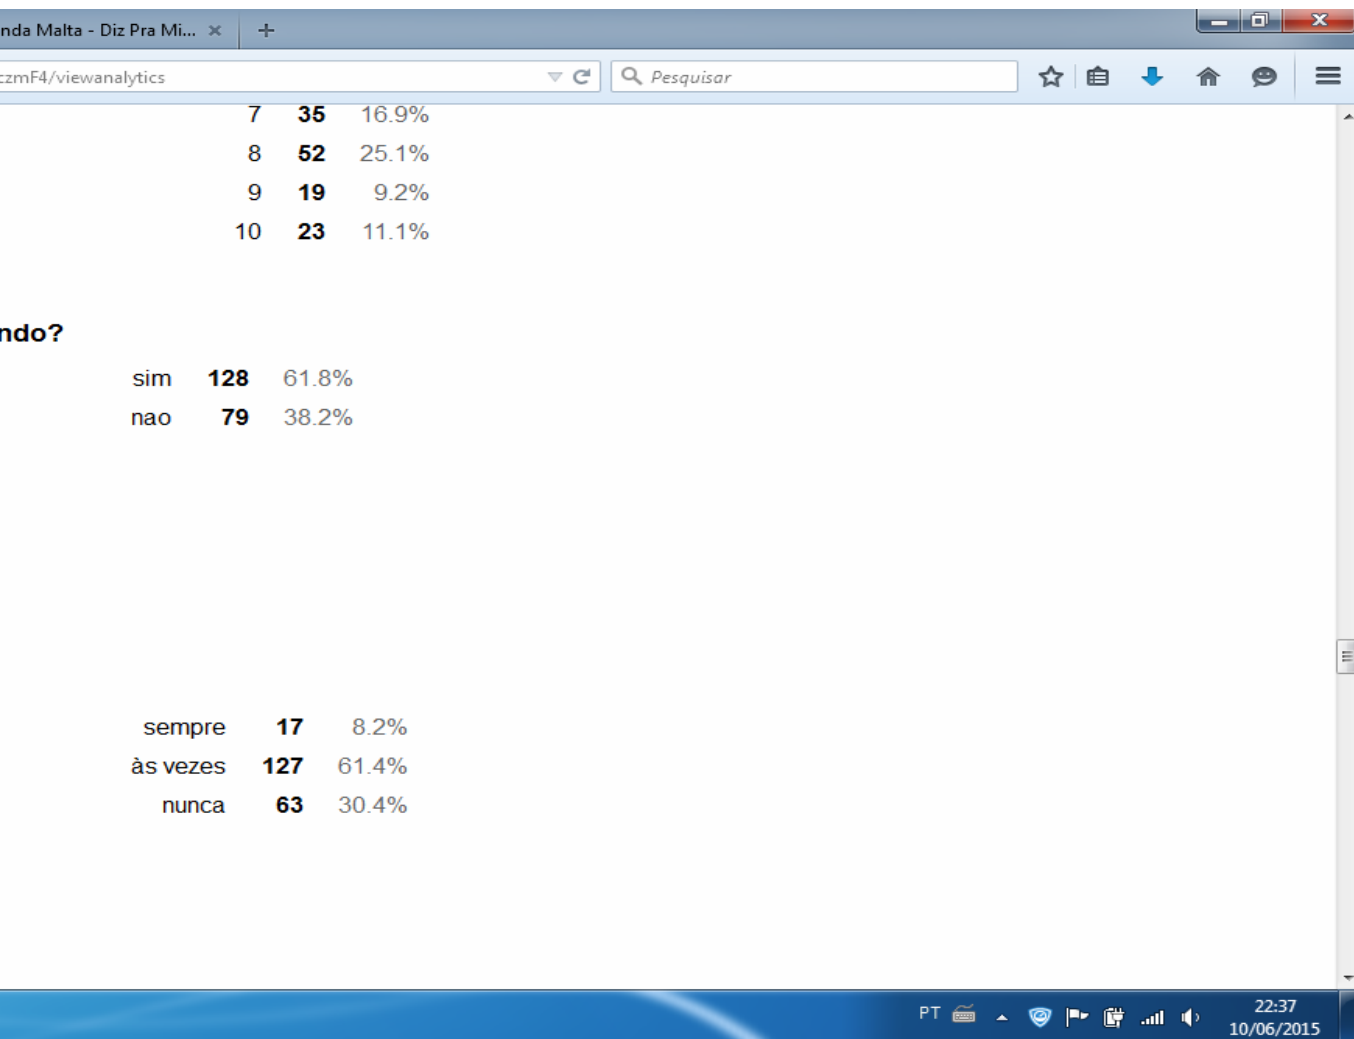 nda Malta - Diz Pra Mi...
czmF4/viewanalytics
Pesquisar
7 35 16.9%
8 52 25.1%
9 19 9.2%
10 23 11.1%
ndo?
sim 128 61.8%
nao 79 38.2%
sempre 17 8.2%
às vezes 127 61.4%
nunca 63 30.4%
PT
22:37
10/06/2015